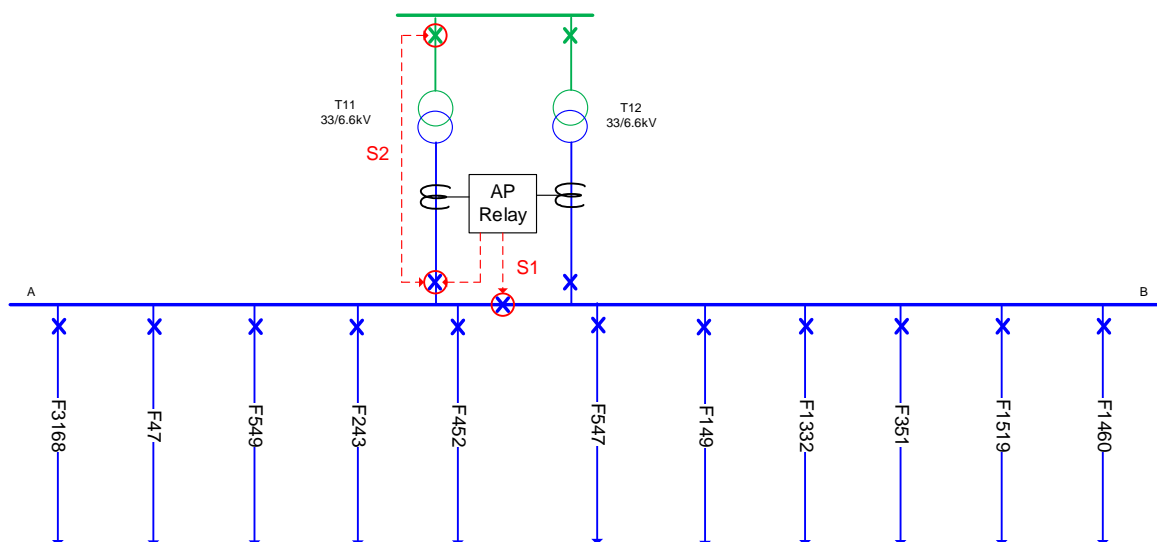 T11
33/6.6kV
T12
33/6.6kV
S2
AP
Relay
S1
A
B
F3168
F47
F549
F243
F452
F547
F149
F1332
F351
F1519
F1460